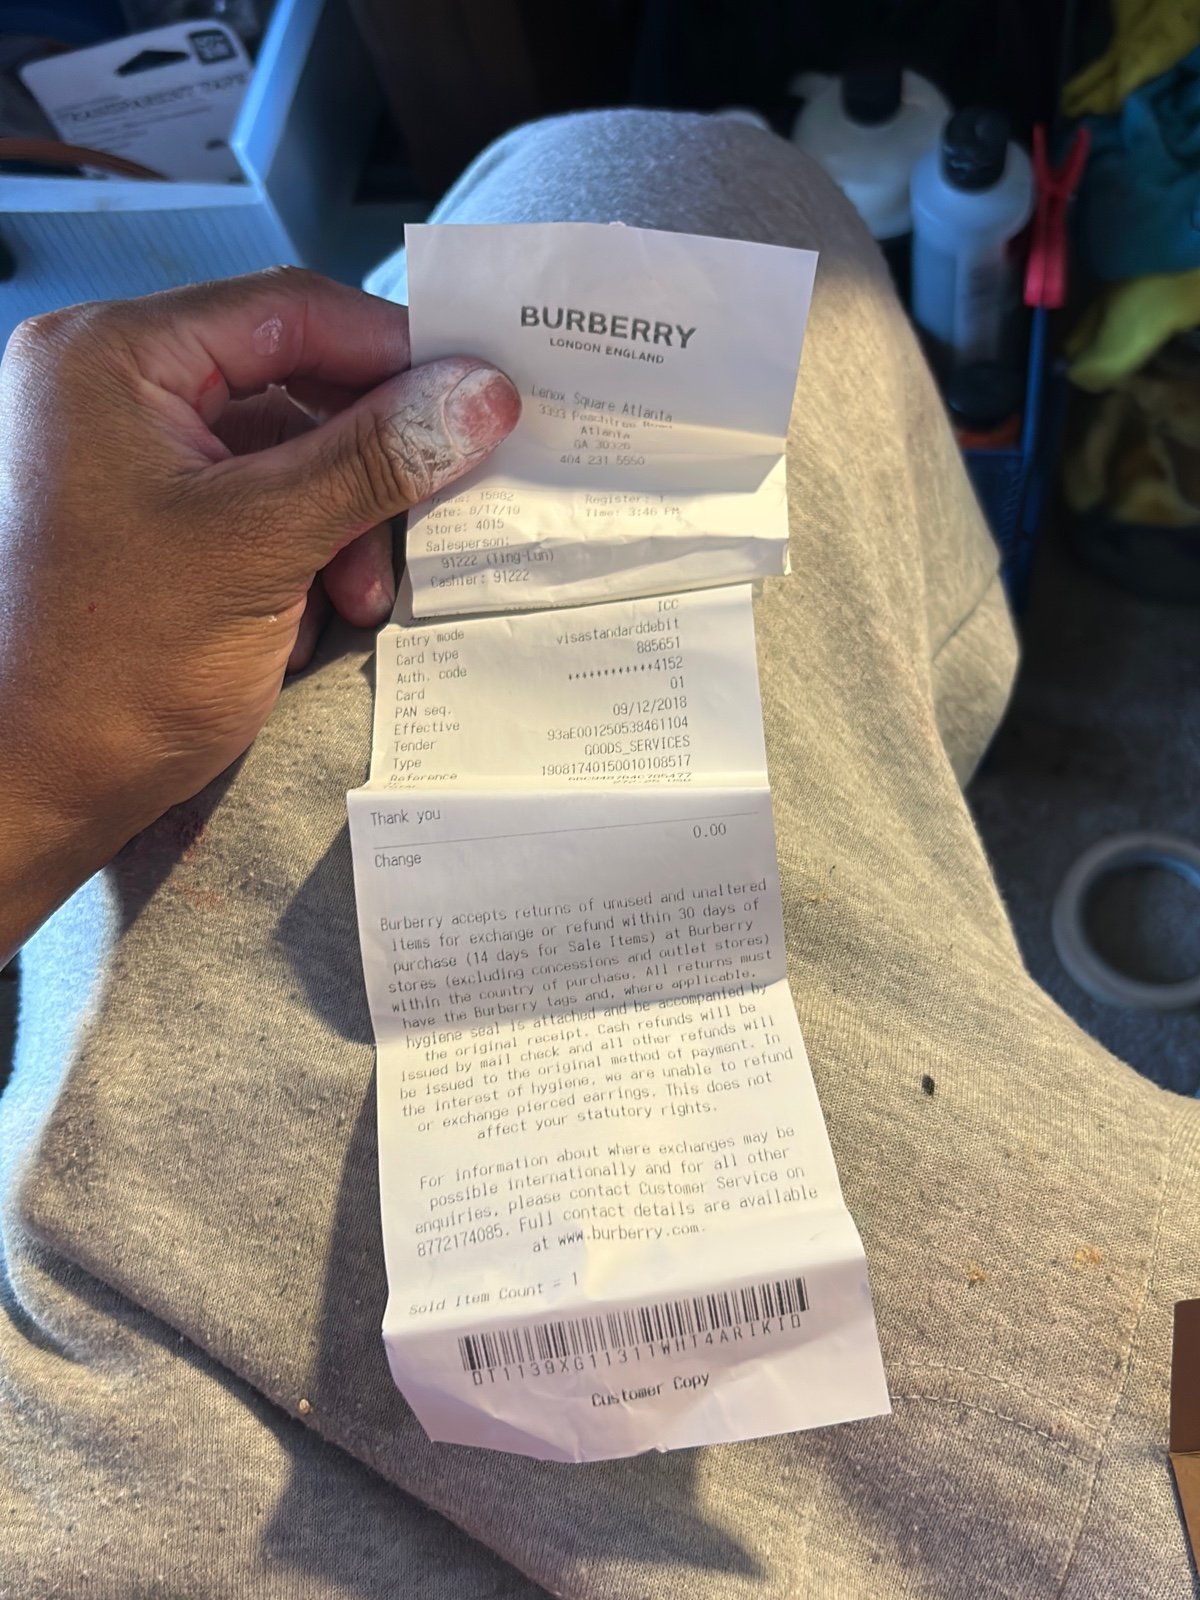 BURBERRY
LONDON ENGLAND
Lenox Square Atlanta
3393 Peachtree Road
Atlanta
GA 30326
404 231 5550
15882 Register: 1
Date: 8/17/19 Time: 3:46 PM
Store: 4015
Salesperson:
91222 (Ting-Lun)
Cashier: 91222
Entry mode ICC
Card type visastandarddebit
Auth. code 885651
Card ************4152
PAN seq. 01
Effective 09/12/2018
Tender 93aE001250538461104
Type GOODS_SERVICES
Reference 19081740150010108517
Thank you
Change 0.00
Burberry accepts returns of unused and unaltered
items for exchange or refund within 30 days of
purchase (14 days for Sale Items) at Burberry
stores (excluding concessions and outlet stores)
within the country of purchase. All returns must
have the Burberry tags and, where applicable,
hygiene seal is attached and be accompanied by
the original receipt. Cash refunds will be
issued by mail check and all other refunds will
be issued to the original method of payment. In
the interest of hygiene, we are unable to refund
or exchange pierced earrings. This does not
affect your statutory rights.
For information about where exchanges may be
possible internationally and for all other
enquiries, please contact Customer Service on
8772174085. Full contact details are available
at www.burberry.com.
Sold Item Count = 1
DT1139XG11311WH14ARIKID
Customer Copy